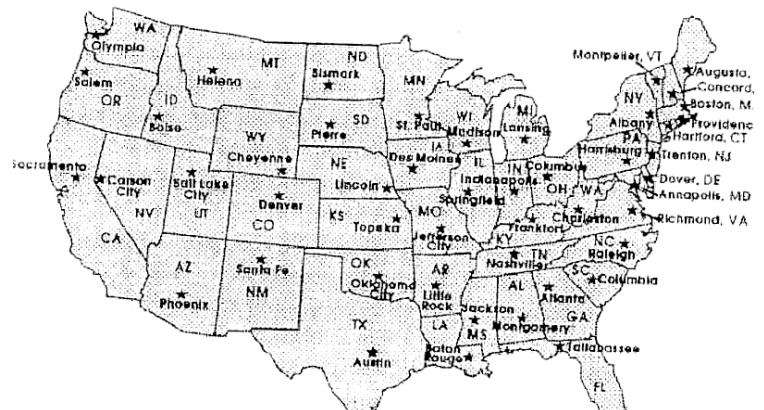 WA
Olympia
Salem
OR
ID
Boise
MT
Helena
ND
Bismark
SD
Pierre
WY
Cheyenne
NE
Lincoln
MN
St. Paul
WI
Madison
MI
Lansing
IA
Des Moines
IL
Springfield
IN
Indianapolis
Columbus
OH
Montpelier, VT
NY
Albany
Augusta,
Concord,
Boston, M
Providenc
Hartford, CT
PA
Harrisburg
Trenton, NJ
Dover, DE
Annapolis, MD
Richmond, VA
WA
Charleston
Sacramento
CA
Carson
City
NV
Salt Lake
City
UT
Denver
CO
KS
Topeka
MO
Jefferson
City
KY
Frankfort
TN
Nashville
NC
Raleigh
SC
Columbia
AZ
Phoenix
Santa Fe
NM
OK
Oklahoma
City
AR
Little
Rock
TX
Austin
LA
Baton
Rouge
Jackson
MS
AL
Montgomery
Atlanta
GA
Tallahassee
FL